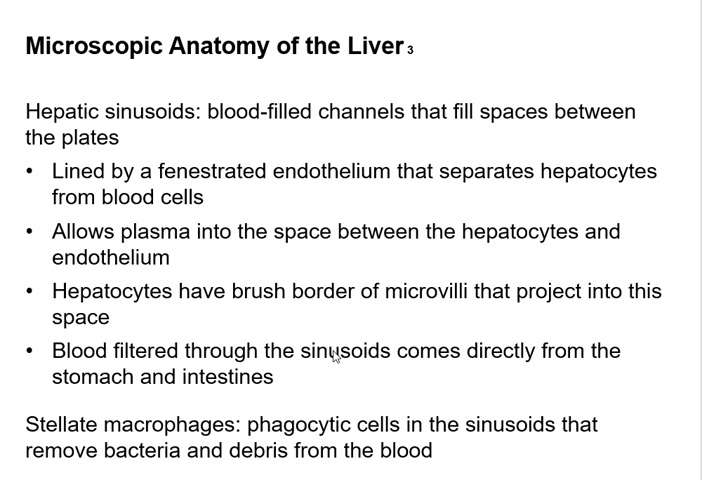 Microscopic Anatomy of the Liver 3
Hepatic sinusoids: blood-filled channels that fill spaces between
the plates
• Lined by a fenestrated endothelium that separates hepatocytes
from blood cells
• Allows plasma into the space between the hepatocytes and
endothelium
• Hepatocytes have brush border of microvilli that project into this
space
• Blood filtered through the sinusoids comes directly from the
stomach and intestines
Stellate macrophages: phagocytic cells in the sinusoids that
remove bacteria and debris from the blood